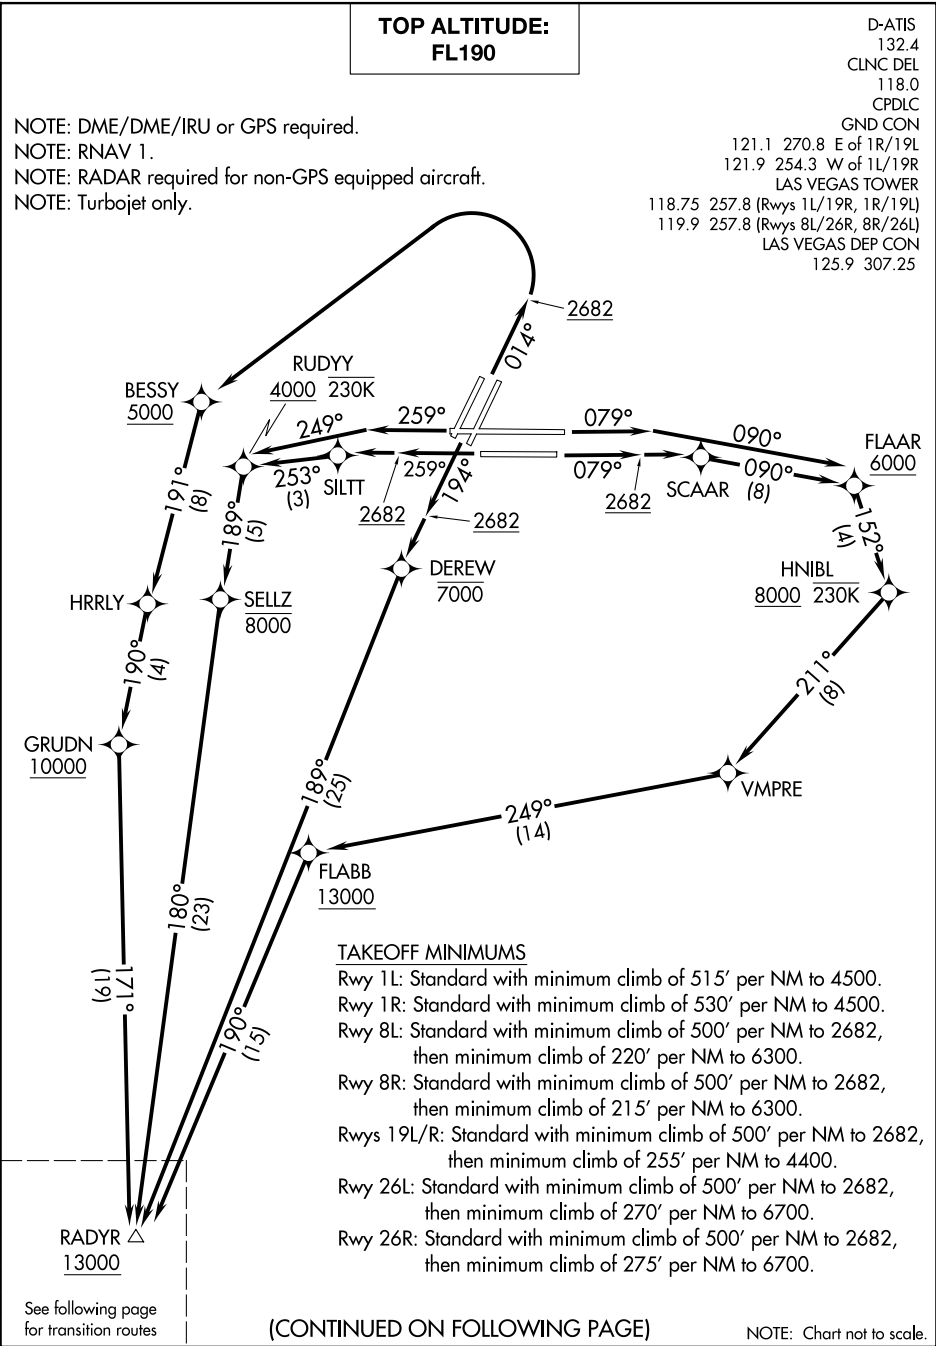 TOP ALTITUDE:
FL190
D-ATIS
132.4
CLNC DEL
118.0
CPDLC
GND CON
121.1 270.8 E of 1R/19L
121.9 254.3 W of 1L/19R
LAS VEGAS TOWER
118.75 257.8 (Rwys 1L/19R, 1R/19L)
119.9 257.8 (Rwys 8L/26R, 8R/26L)
LAS VEGAS DEP CON
125.9 307.25
NOTE: DME/DME/IRU or GPS required.
NOTE: RNAV 1.
NOTE: RADAR required for non-GPS equipped aircraft.
NOTE: Turbojet only.
2682
014°
RUDYY
4000 230K
BESSY
5000
249°
259°
079°
090°
FLAAR
6000
253°
(3)
SILTT
259°
194°
079°
SCAAR
090°
(8)
2682
2682
2682
191°
(8)
189°
(5)
152°
(4)
DEREW
7000
HNIBL
8000 230K
HRRLY
SELLZ
8000
190°
(4)
211°
(8)
GRUDN
10000
189°
(25)
VMPRE
249°
(14)
FLABB
13000
180°
(23)
171°
(19)
190°
(15)
TAKEOFF MINIMUMS
Rwy 1L: Standard with minimum climb of 515' per NM to 4500.
Rwy 1R: Standard with minimum climb of 530' per NM to 4500.
Rwy 8L: Standard with minimum climb of 500' per NM to 2682,
then minimum climb of 220' per NM to 6300.
Rwy 8R: Standard with minimum climb of 500' per NM to 2682,
then minimum climb of 215' per NM to 6300.
Rwys 19L/R: Standard with minimum climb of 500' per NM to 2682,
then minimum climb of 255' per NM to 4400.
Rwy 26L: Standard with minimum climb of 500' per NM to 2682,
then minimum climb of 270' per NM to 6700.
Rwy 26R: Standard with minimum climb of 500' per NM to 2682,
then minimum climb of 275' per NM to 6700.
RADYR
13000
See following page
for transition routes
(CONTINUED ON FOLLOWING PAGE)
NOTE: Chart not to scale.